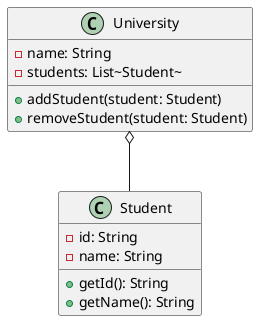 C University
name: String
students: List~Student~
addStudent(student: Student)
removeStudent(student: Student)
C Student
id: String
name: String
getId(): String
getName(): String